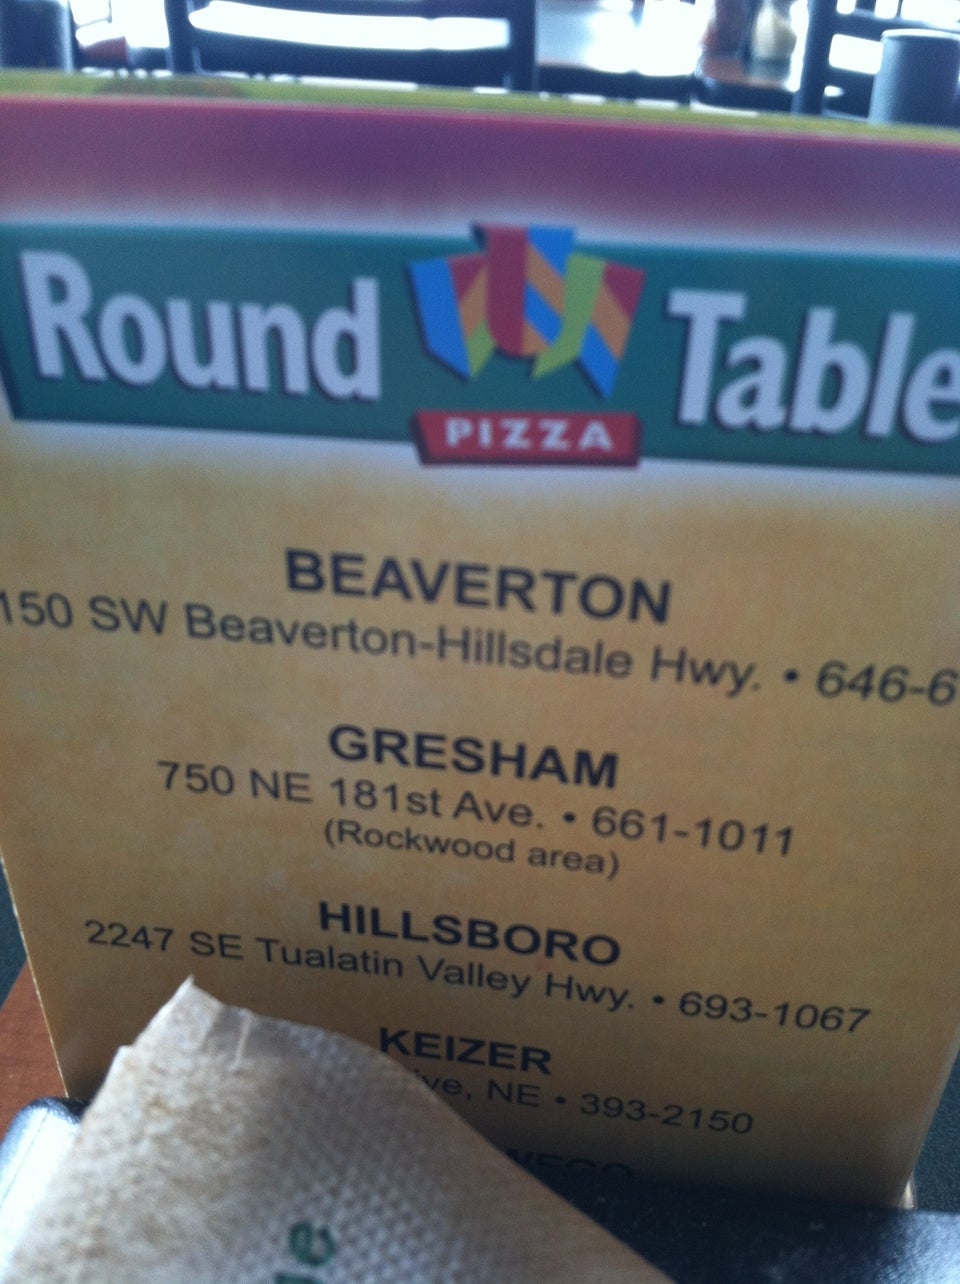 Round Table
PIZZA
BEAVERTON
150 SW Beaverton-Hillsdale Hwy. • 646-6
GRESHAM
750 NE 181st Ave. • 661-1011
(Rockwood area)
HILLSBORO
2247 SE Tualatin Valley Hwy. • 693-1067
KEIZER
ive, NE • 393-2150